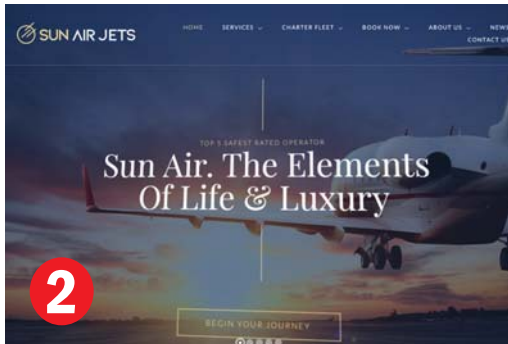 SUN AIR JETS
HOME SERVICES CHARTER FLEET BOOK NOW ABOUT US NEWS
CONTACT US
TOP 5 SAFEST RATED OPERATOR
Sun Air. The Elements
Of Life & Luxury
2
BEGIN YOUR JOURNEY